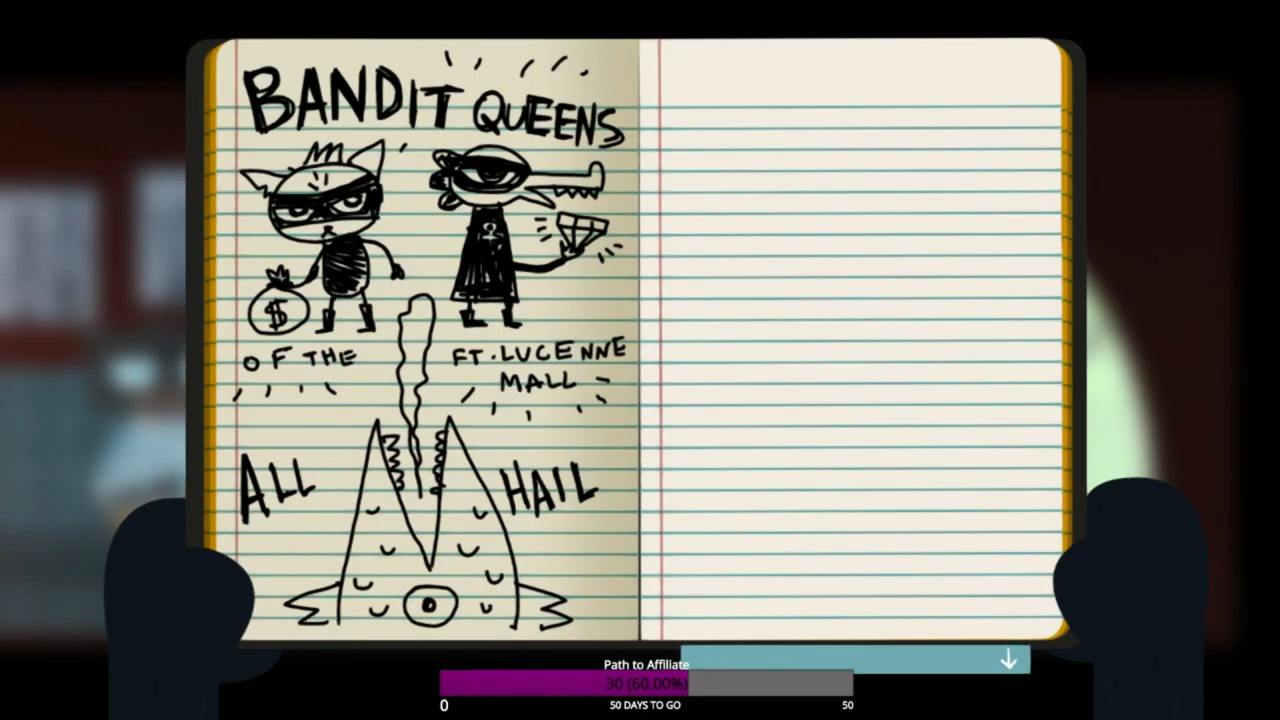 BANDIT QUEENS
$
OF THE FT. LUCENNE
MALL
ALL HAIL
Path to Affiliate
30 (60.00%)
0 50 DAYS TO GO 50